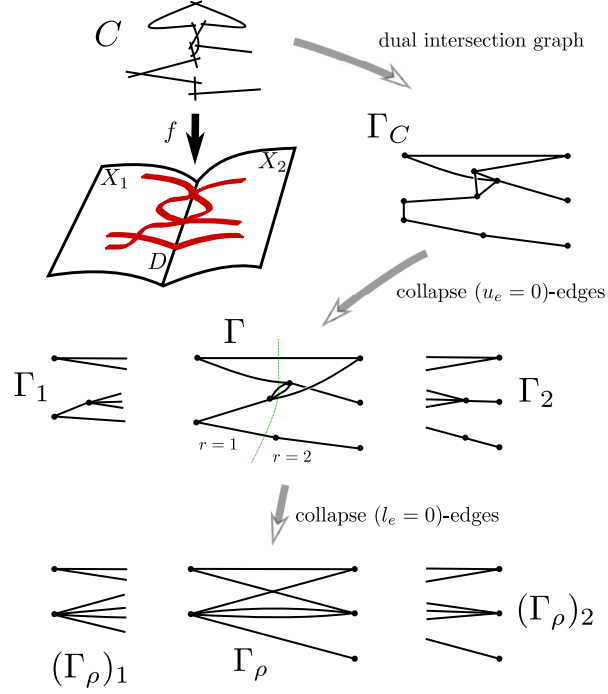 C
dual intersection graph
f
Γ_C
X_1
X_2
D
collapse (u_e = 0)-edges
Γ
Γ_1
Γ_2
r = 1
r = 2
collapse (l_e = 0)-edges
(Γ_ρ)_1
Γ_ρ
(Γ_ρ)_2